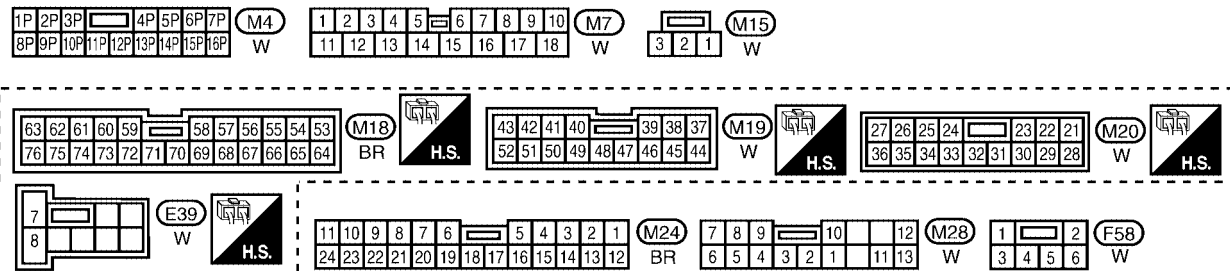 1P 2P 3P 4P 5P 6P 7P M4
8P 9P 10P 11P 12P 13P 14P 15P 16P W
1 2 3 4 5 6 7 8 9 10 M7
11 12 13 14 15 16 17 18 W
M15
3 2 1 W
63 62 61 60 59 58 57 56 55 54 53 M18
76 75 74 73 72 71 70 69 68 67 66 65 64 BR
H.S.
43 42 41 40 39 38 37 M19
52 51 50 49 48 47 46 45 44 W
H.S.
27 26 25 24 23 22 21 M20
36 35 34 33 32 31 30 29 28 W
H.S.
7 E39
8 W
H.S.
11 10 9 8 7 6 5 4 3 2 1 M24
24 23 22 21 20 19 18 17 16 15 14 13 12 BR
7 8 9 10 12 M28
6 5 4 3 2 1 11 13 W
1 2 F58
3 4 5 6 W